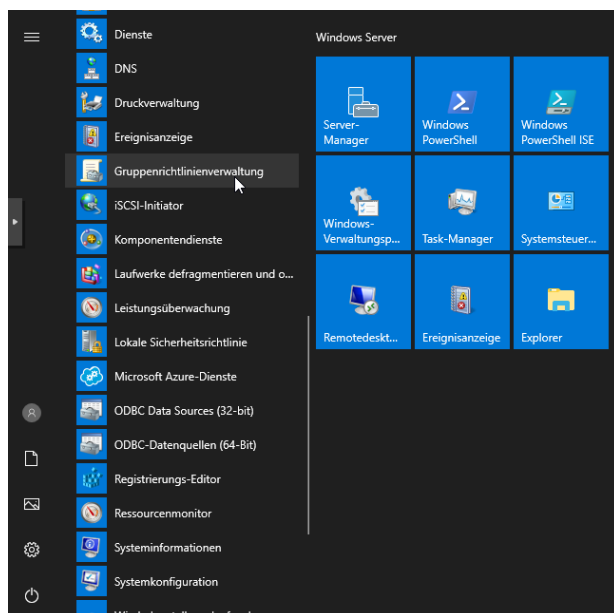 Dienste
DNS
Druckverwaltung
Ereignisanzeige
Gruppenrichtlinienverwaltung
iSCSI-Initiator
Komponentendienste
Laufwerke defragmentieren und o...
Leistungsüberwachung
Lokale Sicherheitsrichtlinie
Microsoft Azure-Dienste
ODBC Data Sources (32-bit)
ODBC-Datenquellen (64-Bit)
Registrierungs-Editor
Ressourcenmonitor
Systeminformationen
Systemkonfiguration
Windows Server
Server-
Manager
Windows
PowerShell
Windows
PowerShell ISE
Windows-
Verwaltungsp...
Task-Manager
Systemsteuer...
Remotedeskt...
Ereignisanzeige
Explorer